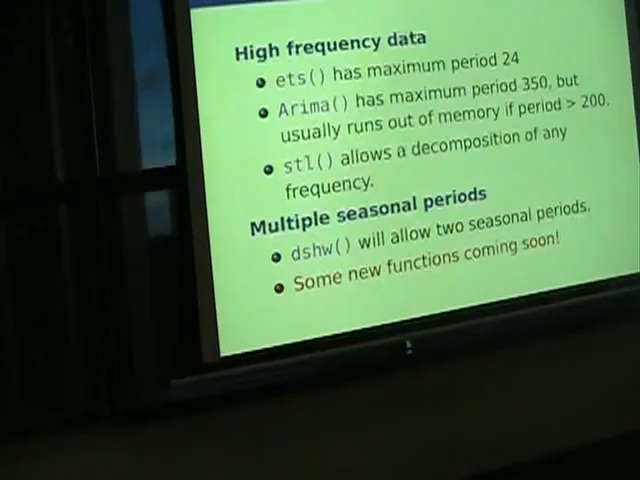 High frequency data
ets() has maximum period 24
Arima() has maximum period 350, but
usually runs out of memory if period > 200.
stl() allows a decomposition of any
frequency.
Multiple seasonal periods
dshw() will allow two seasonal periods.
Some new functions coming soon!